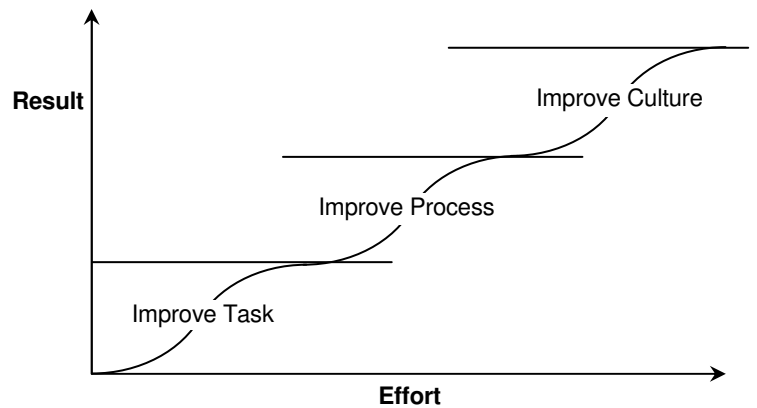 Result
Improve Culture
Improve Process
Improve Task
Effort